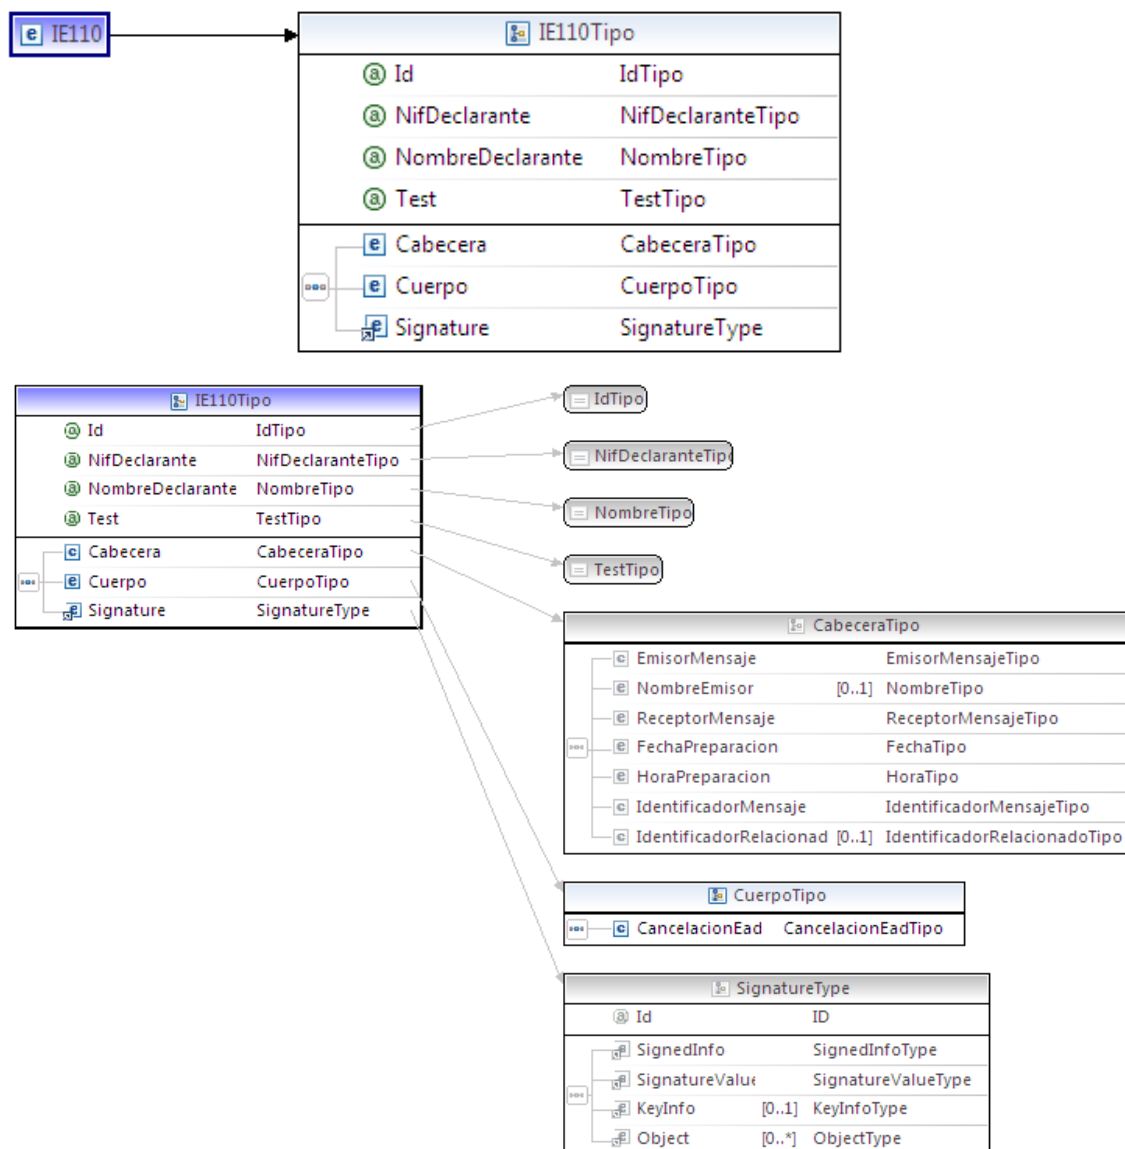 e IE110
IE110Tipo
a Id IdTipo
a NifDeclarante NifDeclaranteTipo
a NombreDeclarante NombreTipo
a Test TestTipo
e Cabecera CabeceraTipo
e Cuerpo CuerpoTipo
e Signature SignatureType
IE110Tipo
a Id IdTipo
a NifDeclarante NifDeclaranteTipo
a NombreDeclarante NombreTipo
a Test TestTipo
e Cabecera CabeceraTipo
e Cuerpo CuerpoTipo
e Signature SignatureType
IdTipo
NifDeclaranteTipo
NombreTipo
TestTipo
CabeceraTipo
e EmisorMensaje EmisorMensajeTipo
e NombreEmisor [0..1] NombreTipo
e ReceptorMensaje ReceptorMensajeTipo
e FechaPreparacion FechaTipo
e HoraPreparacion HoraTipo
e IdentificadorMensaje IdentificadorMensajeTipo
e IdentificadorRelacionad [0..1] IdentificadorRelacionadoTipo
CuerpoTipo
e CancelacionEad CancelacionEadTipo
SignatureType
a Id ID
e SignedInfo SignedInfoType
e SignatureValue SignatureValueType
e KeyInfo [0..1] KeyInfoType
e Object [0..*] ObjectType